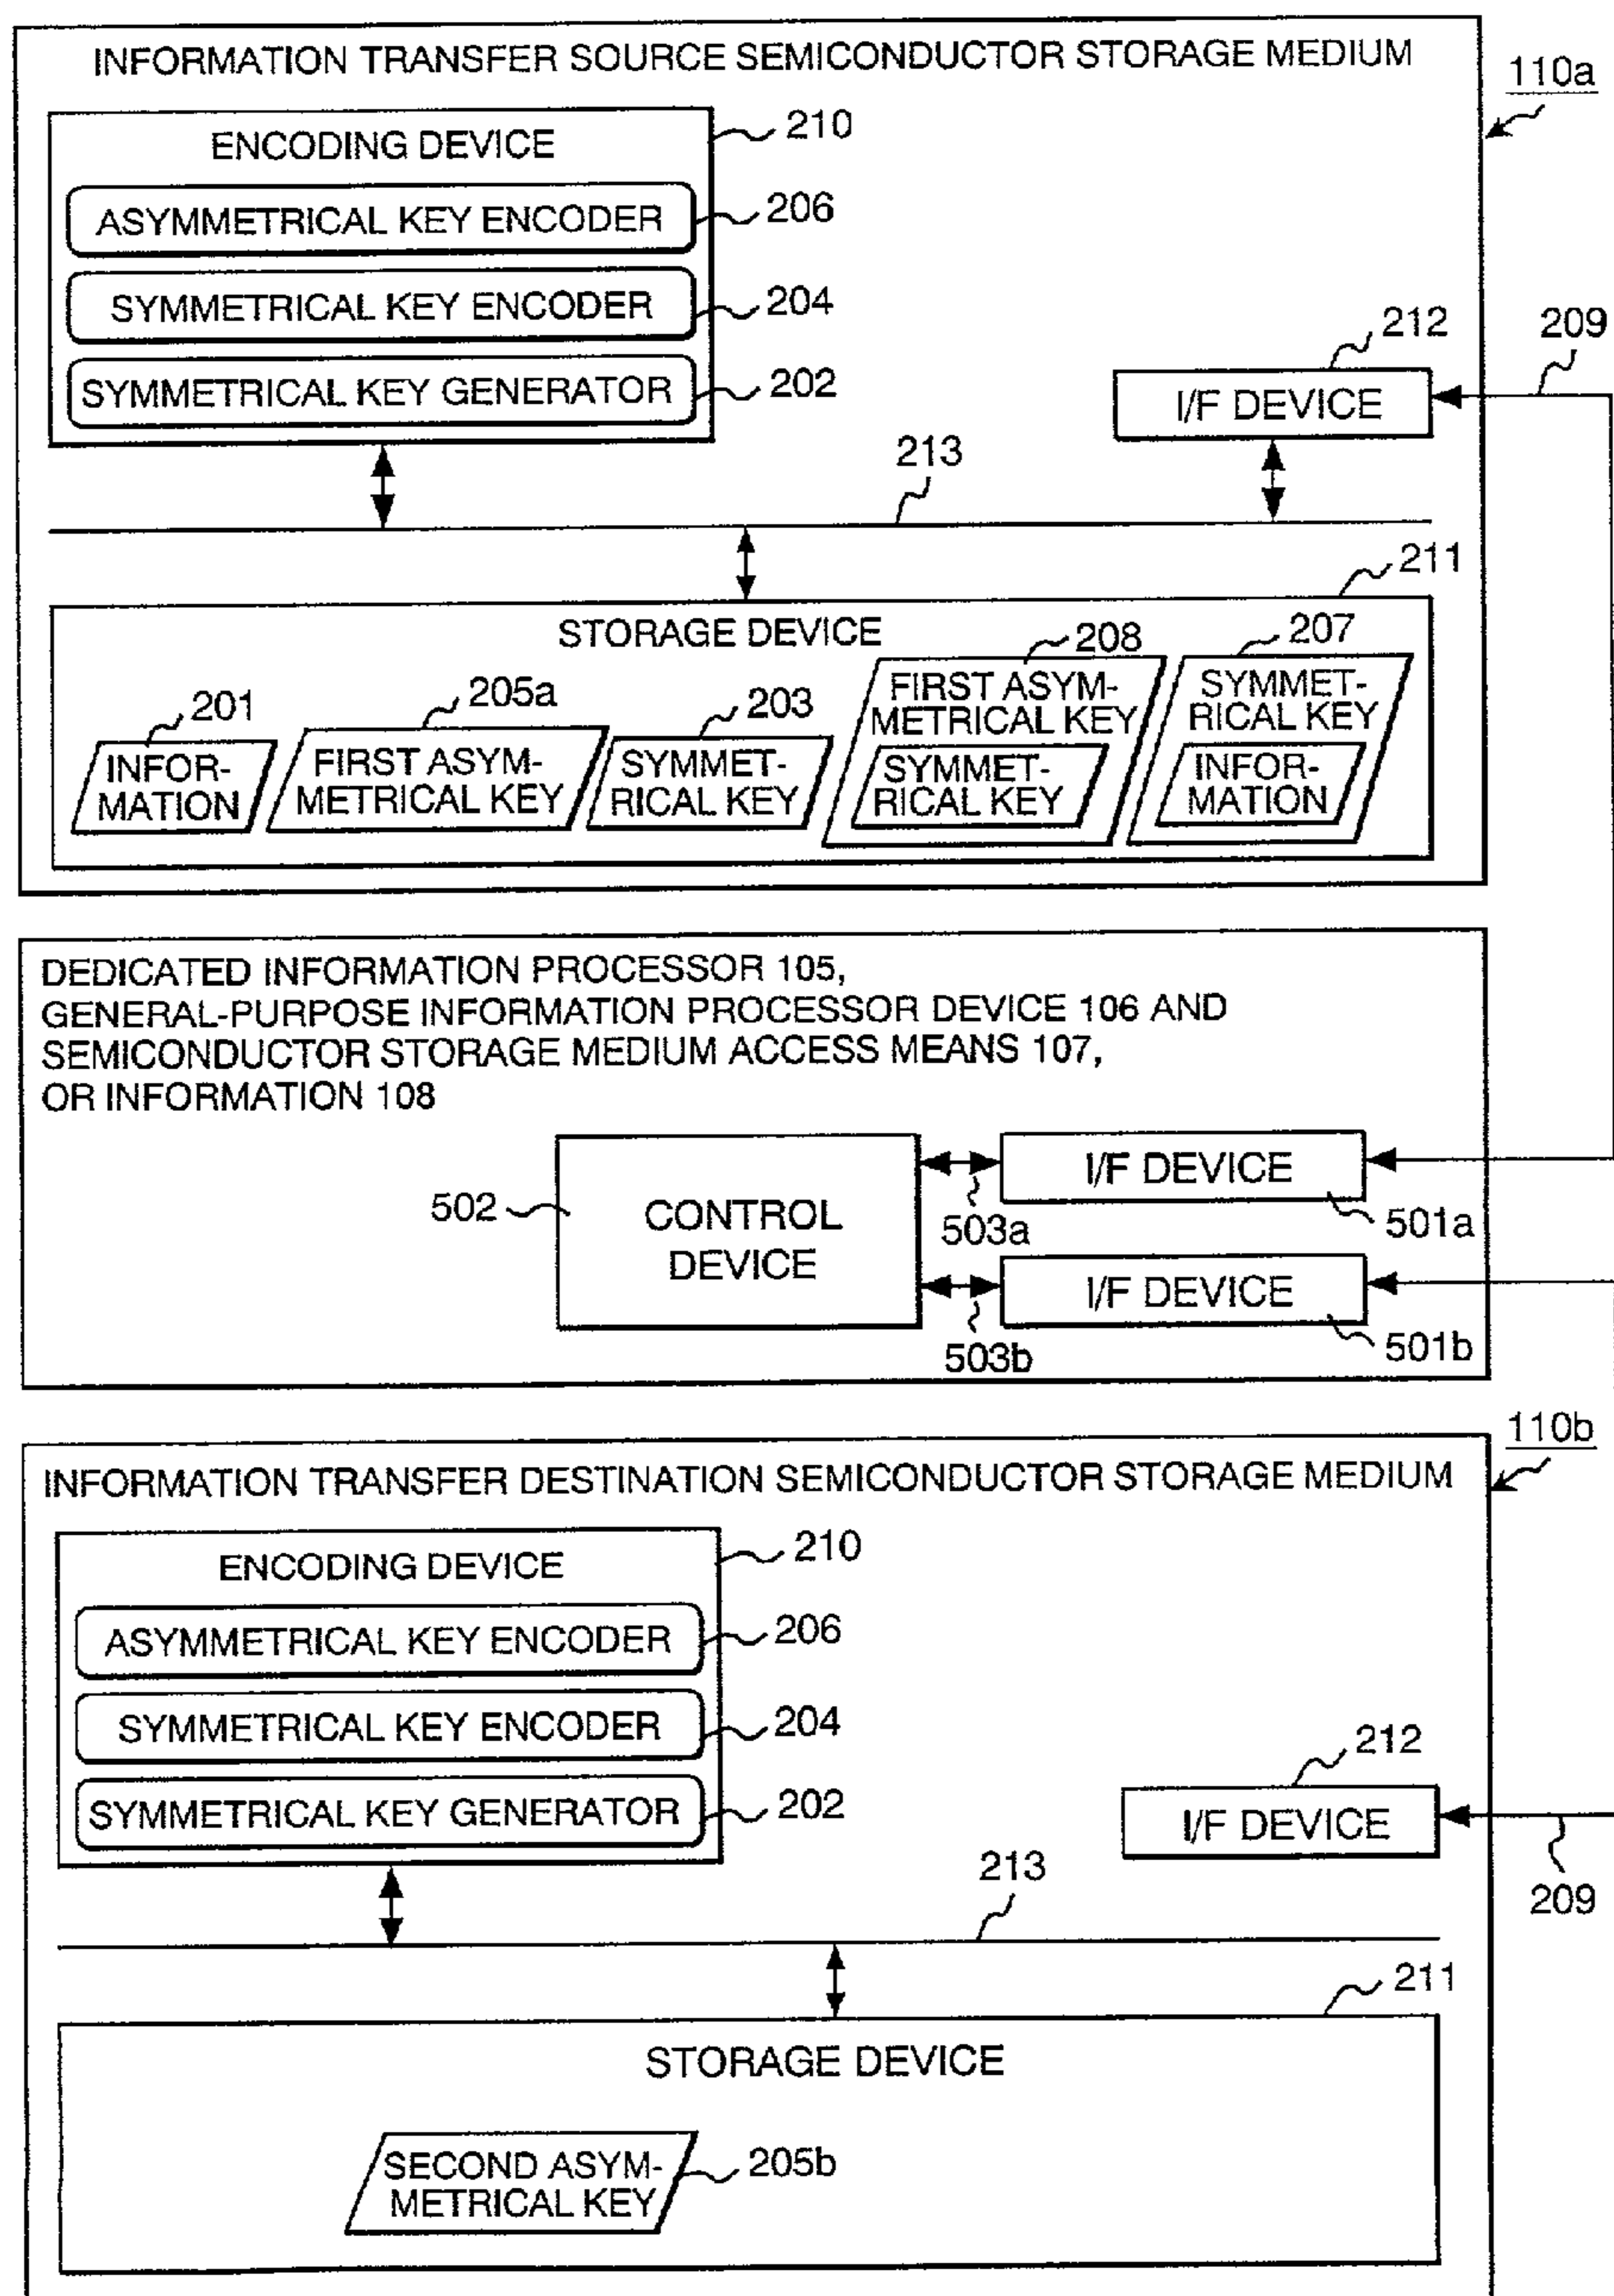 INFORMATION TRANSFER SOURCE SEMICONDUCTOR STORAGE MEDIUM
110a
ENCODING DEVICE
210
ASYMMETRICAL KEY ENCODER
206
SYMMETRICAL KEY ENCODER
204
SYMMETRICAL KEY GENERATOR
202
212
209
I/F DEVICE
213
211
STORAGE DEVICE
201
INFOR-
MATION
205a
FIRST ASYM-
METRICAL KEY
203
SYMMET-
RICAL KEY
208
FIRST ASYM-
METRICAL KEY
SYMMET-
RICAL KEY
207
SYMMET-
RICAL KEY
INFOR-
MATION
DEDICATED INFORMATION PROCESSOR 105,
GENERAL-PURPOSE INFORMATION PROCESSOR DEVICE 106 AND
SEMICONDUCTOR STORAGE MEDIUM ACCESS MEANS 107,
OR INFORMATION 108
502
CONTROL
DEVICE
I/F DEVICE
503a
501a
I/F DEVICE
503b
501b
110b
INFORMATION TRANSFER DESTINATION SEMICONDUCTOR STORAGE MEDIUM
ENCODING DEVICE
210
ASYMMETRICAL KEY ENCODER
206
SYMMETRICAL KEY ENCODER
204
SYMMETRICAL KEY GENERATOR
202
212
I/F DEVICE
209
213
211
STORAGE DEVICE
SECOND ASYM-
METRICAL KEY
205b